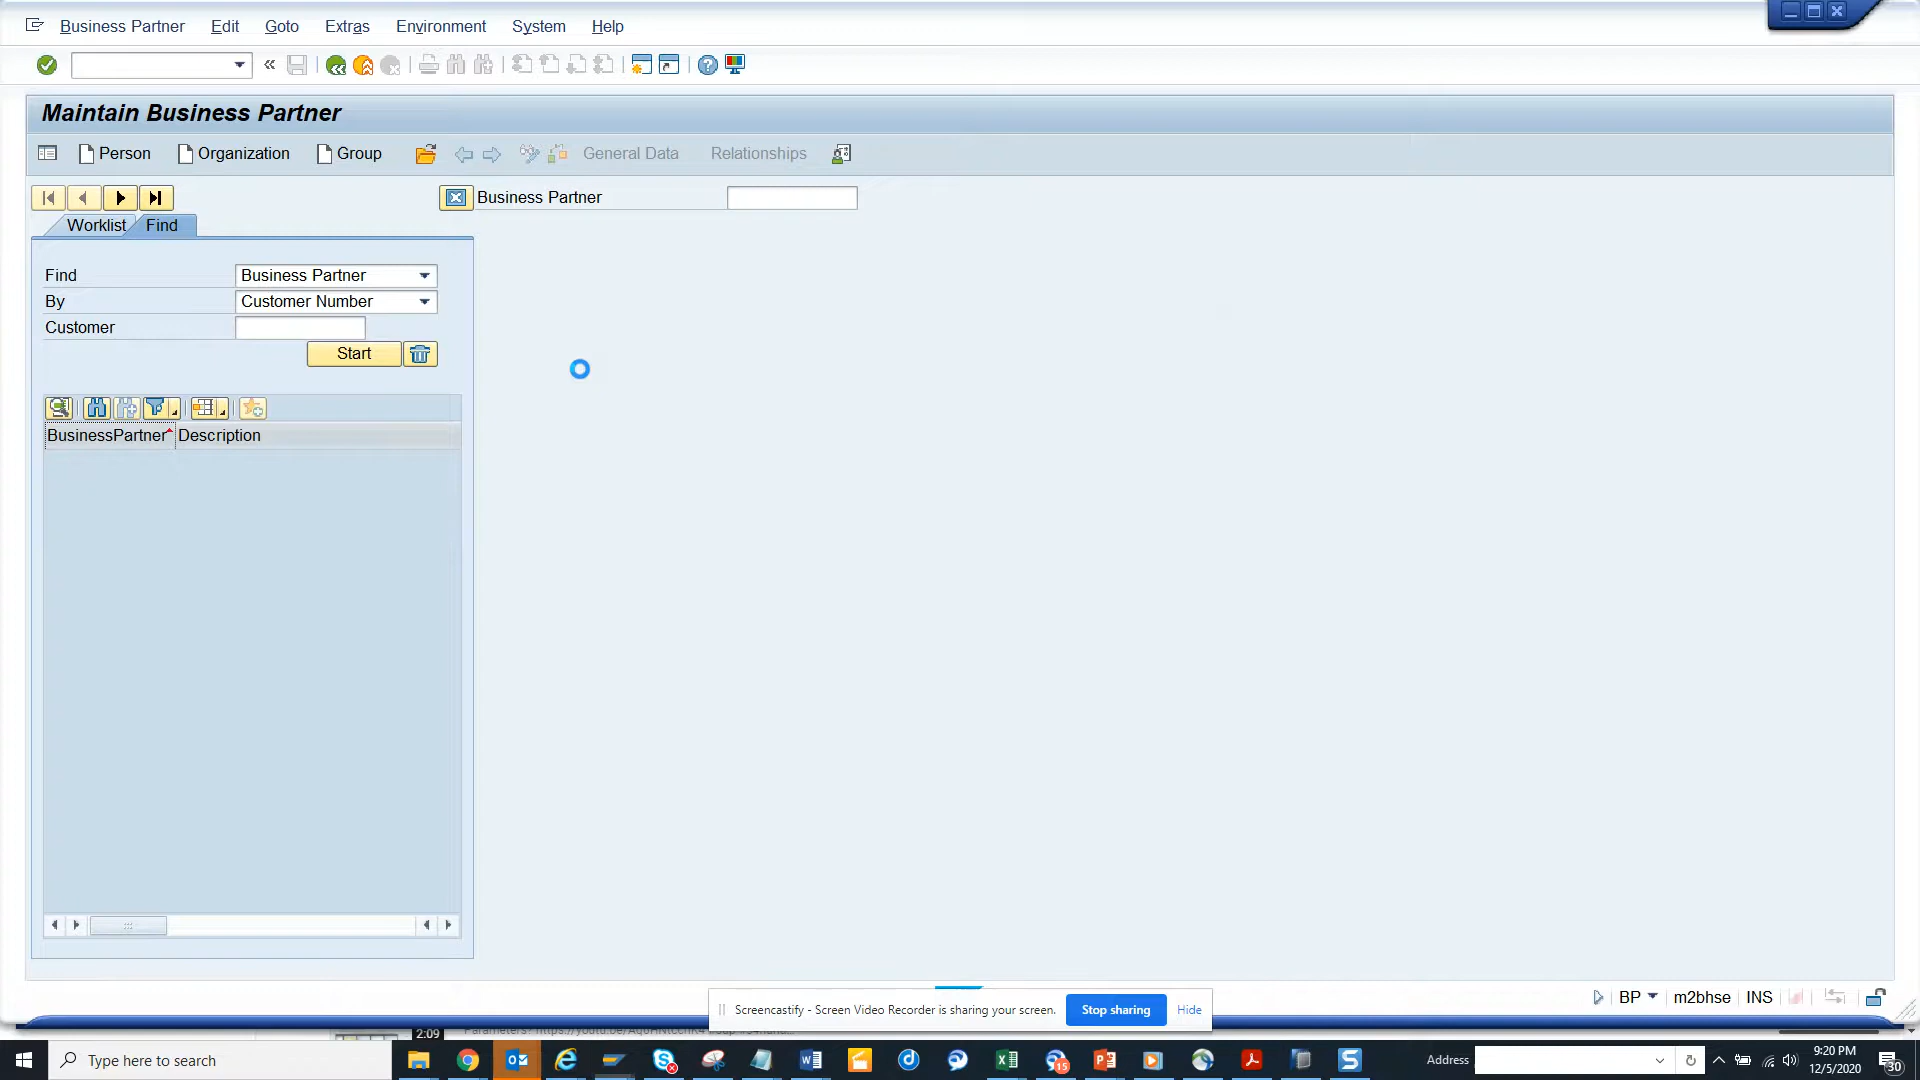 Business Partner Edit Goto Extras Environment System Help
Maintain Business Partner
Person Organization Group General Data Relationships
Business Partner
Worklist Find
Find Business Partner
By Customer Number
Customer
Start
BusinessPartner Description
BP m2bhse INS
Screencastify - Screen Video Recorder is sharing your screen. Stop sharing Hide
2:09
Type here to search
15
Address
9:20 PM
12/5/2020
30